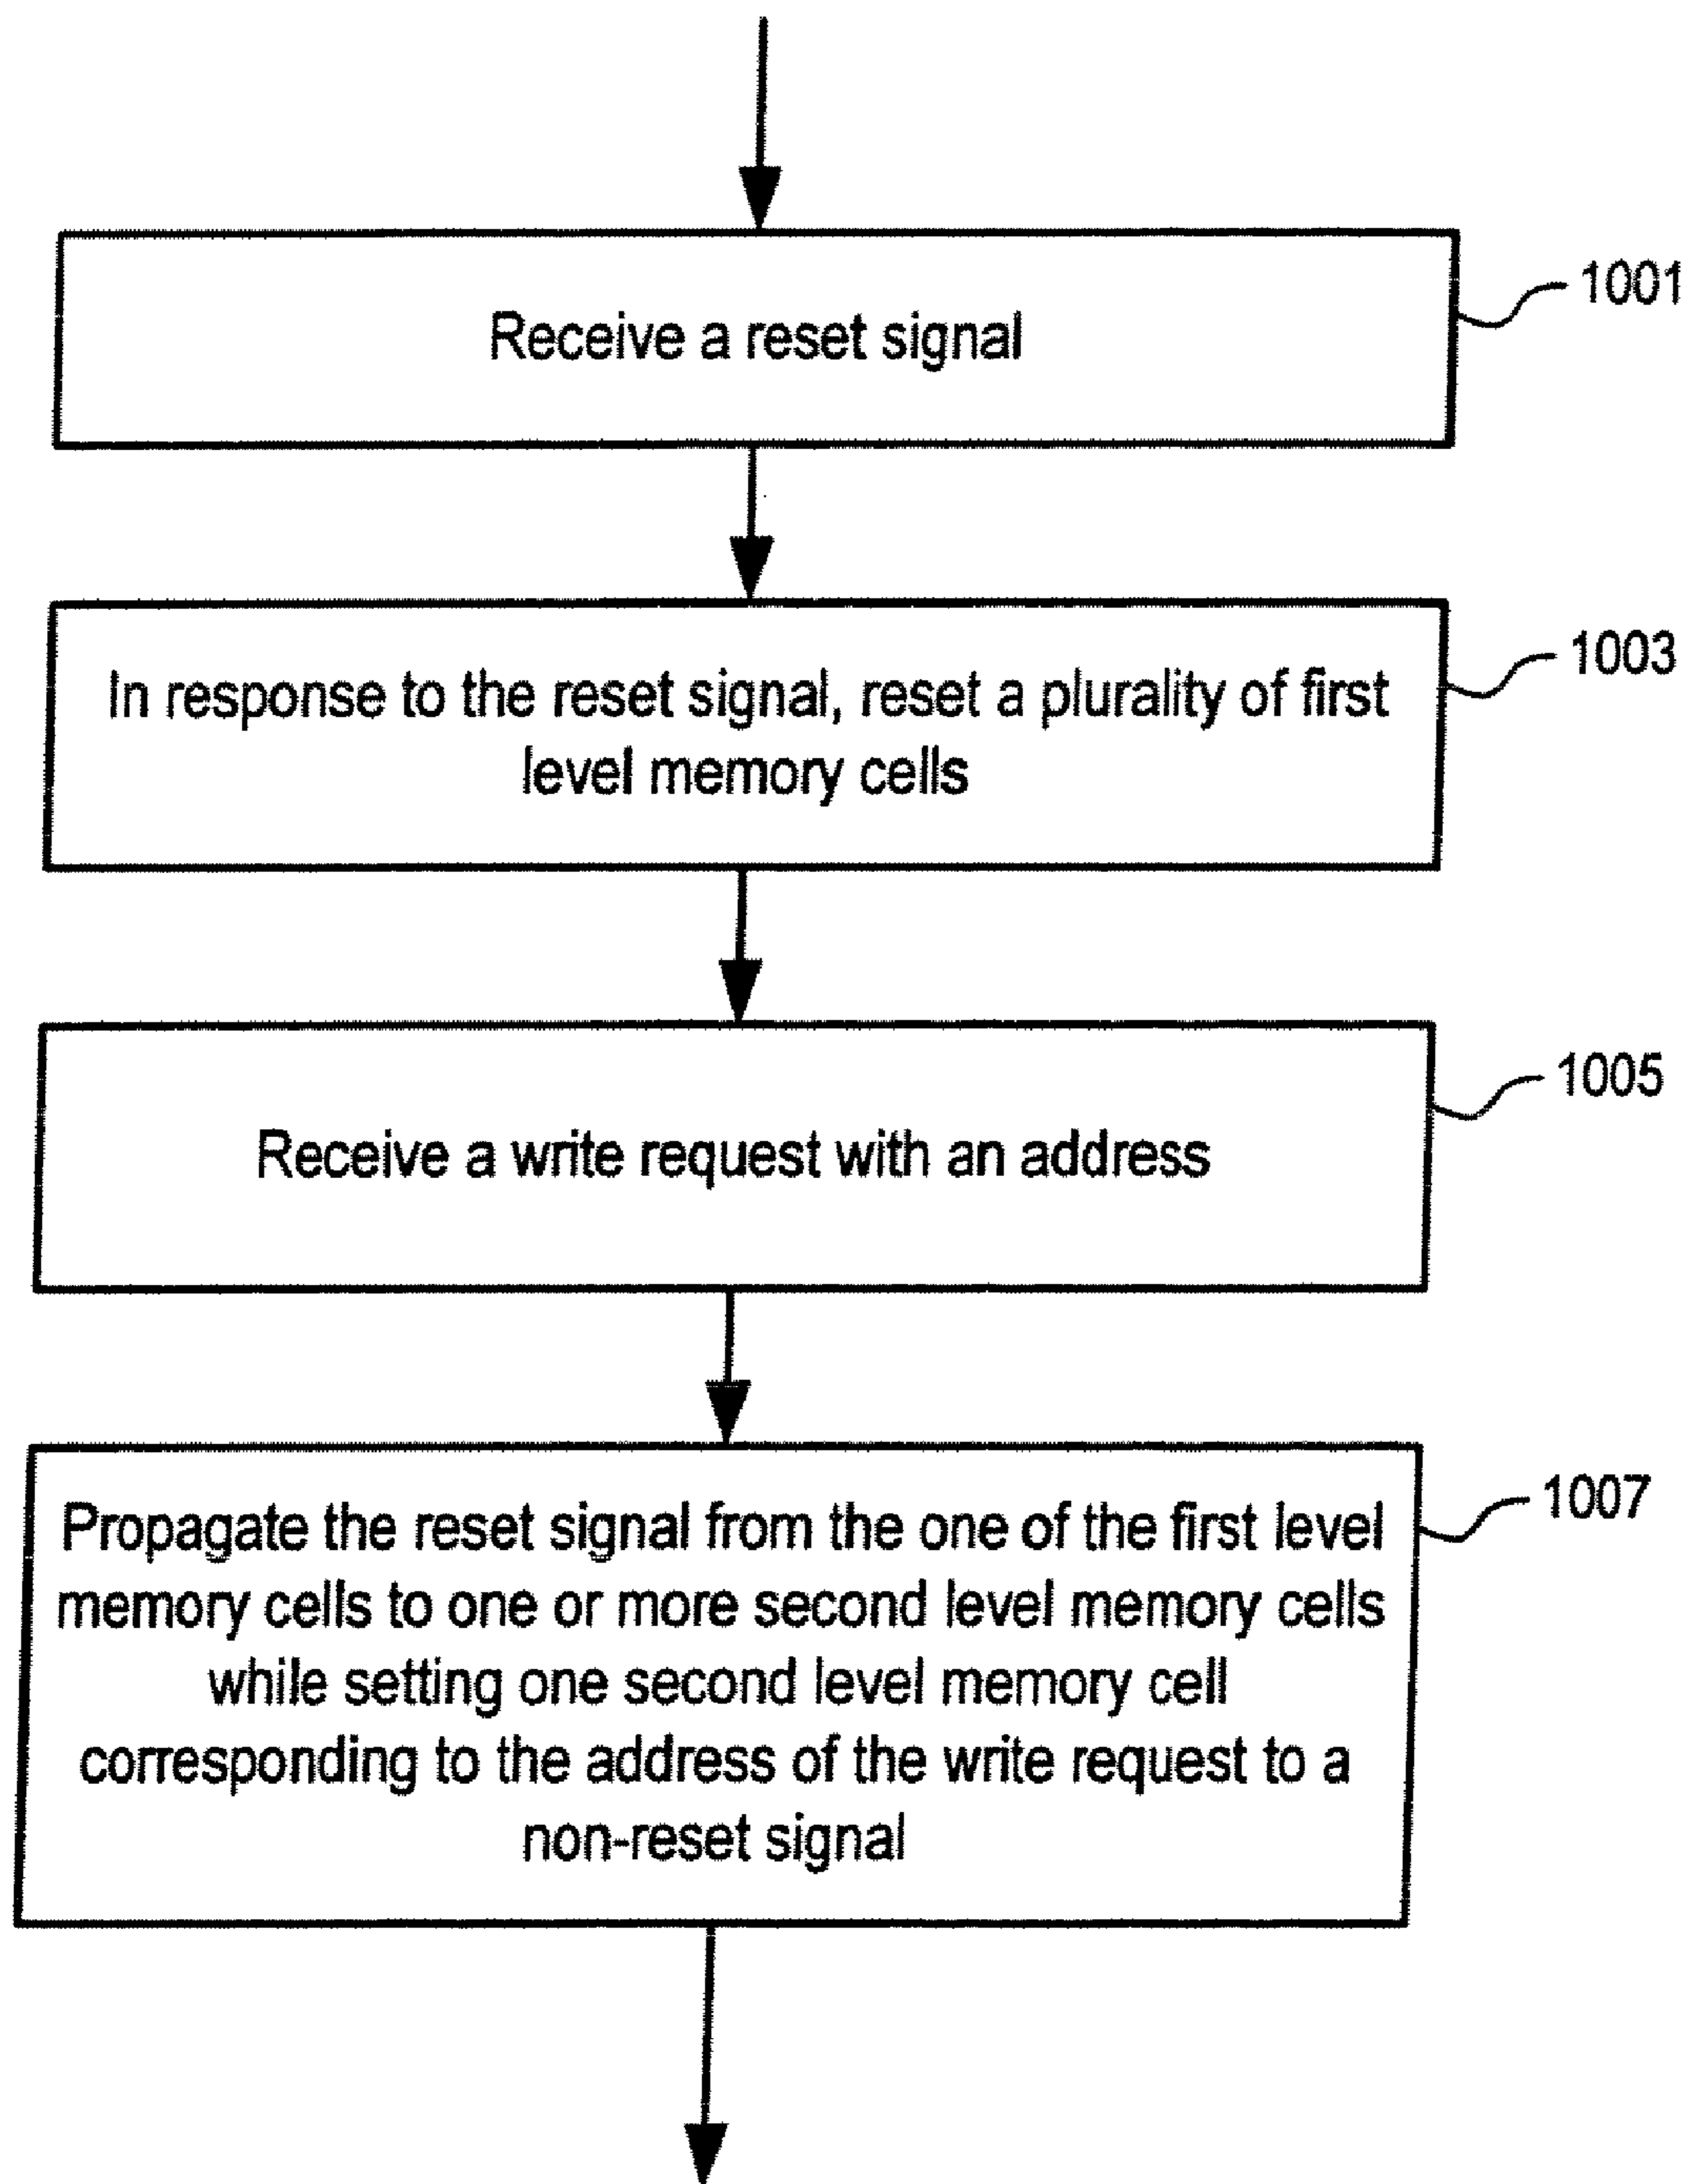 Receive a reset signal
1001
In response to the reset signal, reset a plurality of first
level memory cells
1003
Receive a write request with an address
1005
Propagate the reset signal from the one of the first level
memory cells to one or more second level memory cells
while setting one second level memory cell
corresponding to the address of the write request to a
non-reset signal
1007